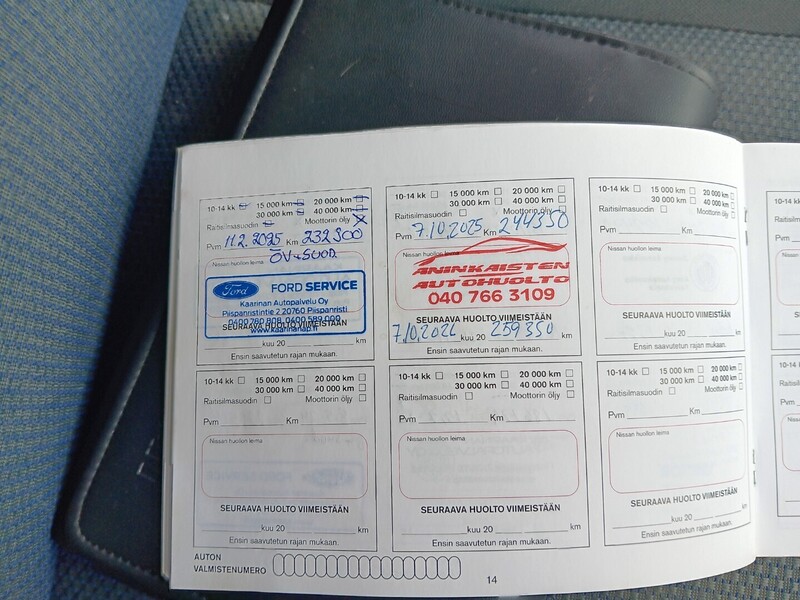 10-14 kk 15 000 km 20 000 km
30 000 km 40 000 km
Raitisilmasuodin Moottorin öljy
Pvm 11.2.2025 Km 232300
ÖV+SUOD.
Nissan huollon leima
Ford FORD SERVICE
Kaarinan Autopalvelu Oy
Piispanristintie 2 20760 Piispanristi
0400 740 808, 0400 589 000
www.kaarinanap.fi
SEURAAVA HUOLTO VIIMEISTÄÄN
kuu 20 km
Ensin saavutetun rajan mukaan.
10-14 kk 15 000 km 20 000 km
30 000 km 40 000 km
Raitisilmasuodin Moottorin öljy
Pvm 7.10.2025 Km 244350
Nissan huollon leima
ANINKAISTEN
AUTOHUOLTO
040 766 3109
SEURAAVA HUOLTO VIIMEISTÄÄN
7.10.2026 kuu 20 259350 km
Ensin saavutetun rajan mukaan.
10-14 kk 15 000 km 20 000 km
30 000 km 40 000 km
Raitisilmasuodin Moottorin öljy
Pvm Km
Nissan huollon leima
SEURAAVA HUOLTO VIIMEISTÄÄN
kuu 20 km
Ensin saavutetun rajan mukaan.
10-14 kk 15 000 km 20 000 km
30 000 km 40 000 km
Raitisilmasuodin Moottorin öljy
Pvm Km
Nissan huollon leima
SEURAAVA HUOLTO VIIMEISTÄÄN
kuu 20 km
Ensin saavutetun rajan mukaan.
10-14 kk 15 000 km 20 000 km
30 000 km 40 000 km
Raitisilmasuodin Moottorin öljy
Pvm Km
Nissan huollon leima
SEURAAVA HUOLTO VIIMEISTÄÄN
kuu 20 km
Ensin saavutetun rajan mukaan.
10-14 kk 15 000 km 20 000 km
30 000 km 40 000 km
Raitisilmasuodin Moottorin öljy
Pvm Km
Nissan huollon leima
SEURAAVA HUOLTO VIIMEISTÄÄN
kuu 20 km
Ensin saavutetun rajan mukaan.
AUTON
VALMISTENUMERO
14